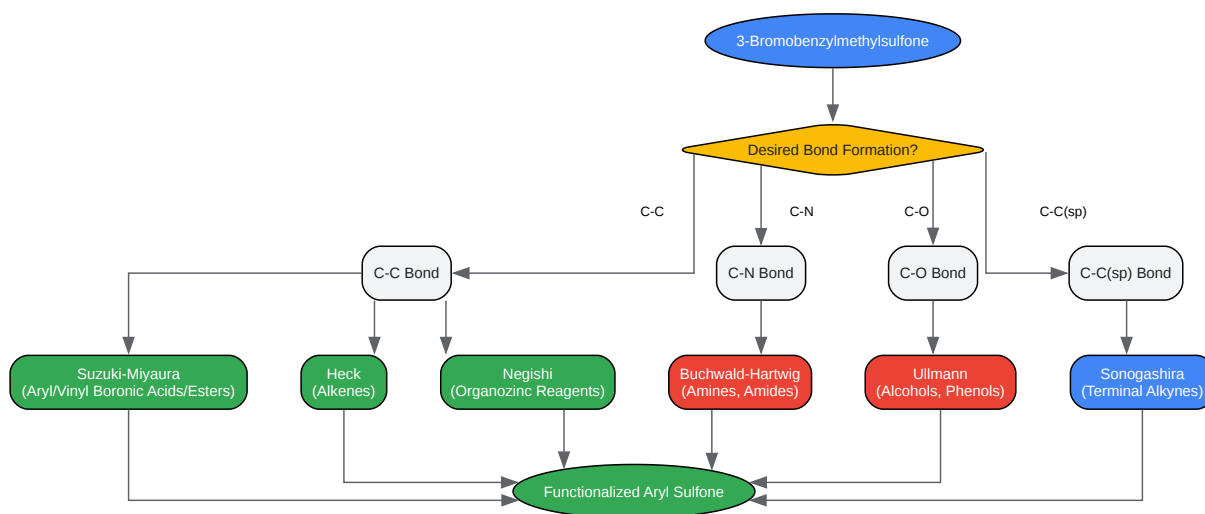 3-Bromobenzylmethylsulfone
Desired Bond Formation?
C-C
C-N
C-O
C-C(sp)
C-C Bond
C-N Bond
C-O Bond
C-C(sp) Bond
Suzuki-Miyaura
(Aryl/Vinyl Boronic Acids/Esters)
Heck
(Alkenes)
Negishi
(Organozinc Reagents)
Buchwald-Hartwig
(Amines, Amides)
Ullmann
(Alcohols, Phenols)
Sonogashira
(Terminal Alkynes)
Functionalized Aryl Sulfone